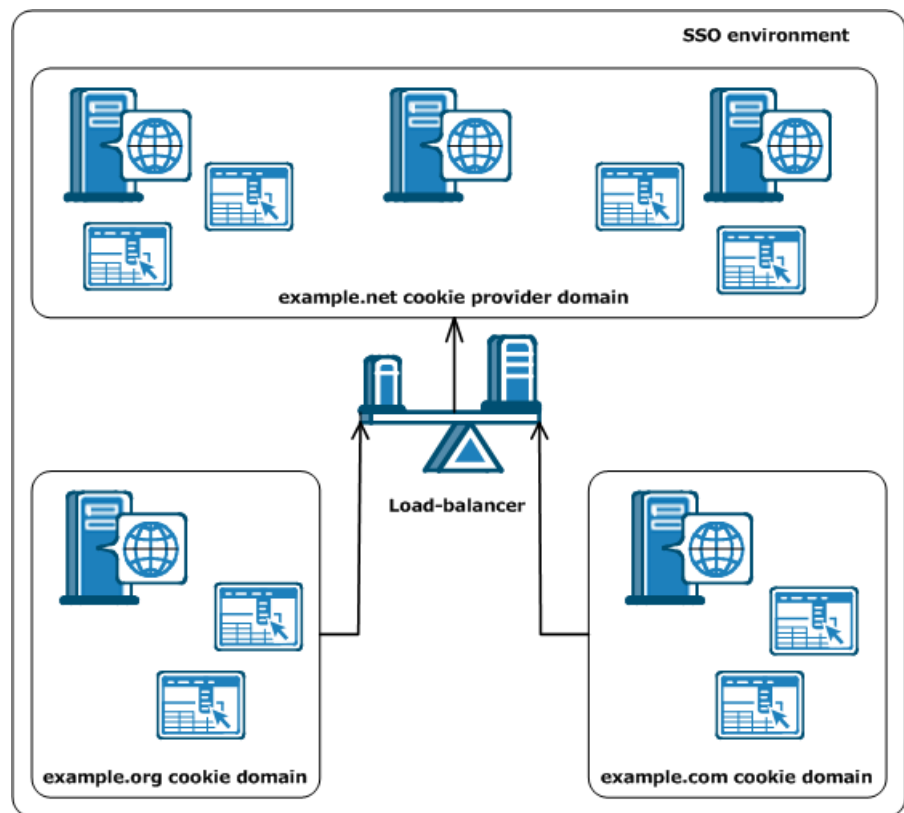 SSO environment
example.net cookie provider domain
Load-balancer
example.org cookie domain
example.com cookie domain